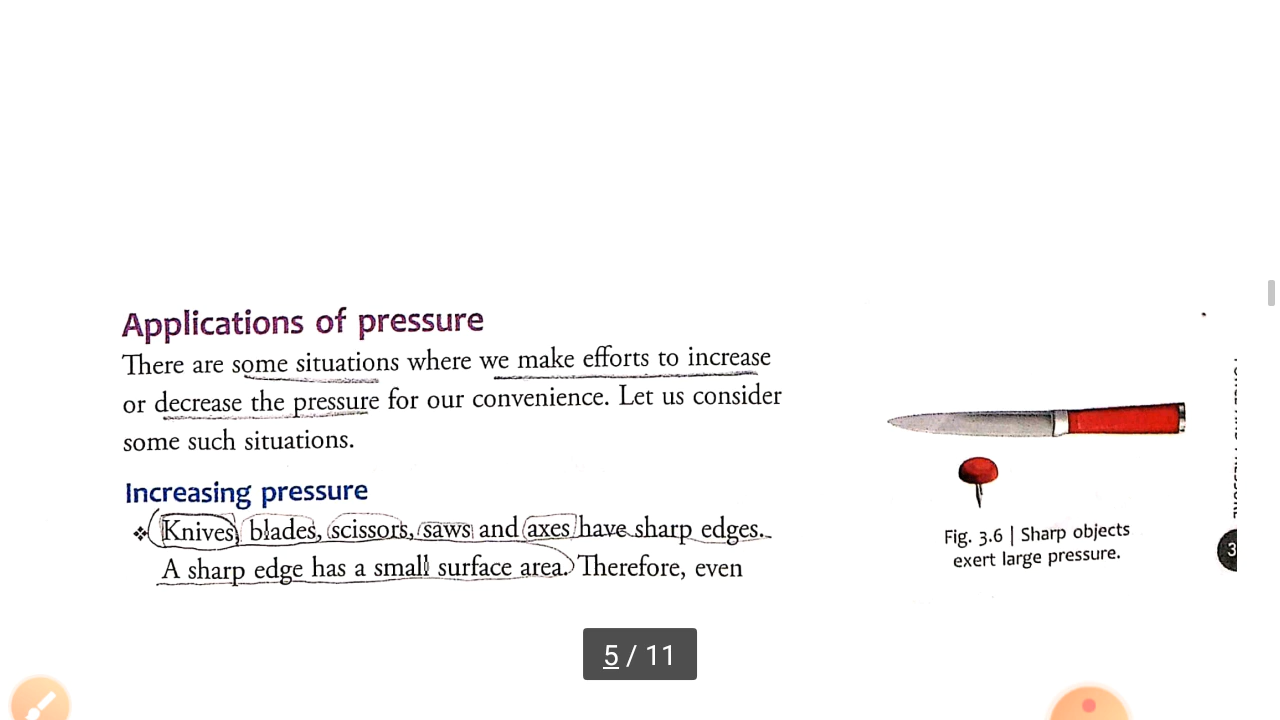 Applications of pressure
There are some situations where we make efforts to increase
or decrease the pressure for our convenience. Let us consider
some such situations.
Increasing pressure
❖ Knives, blades, scissors, saws and axes have sharp edges.
A sharp edge has a small surface area. Therefore, even
Fig. 3.6 | Sharp objects
exert large pressure.
3
5 / 11